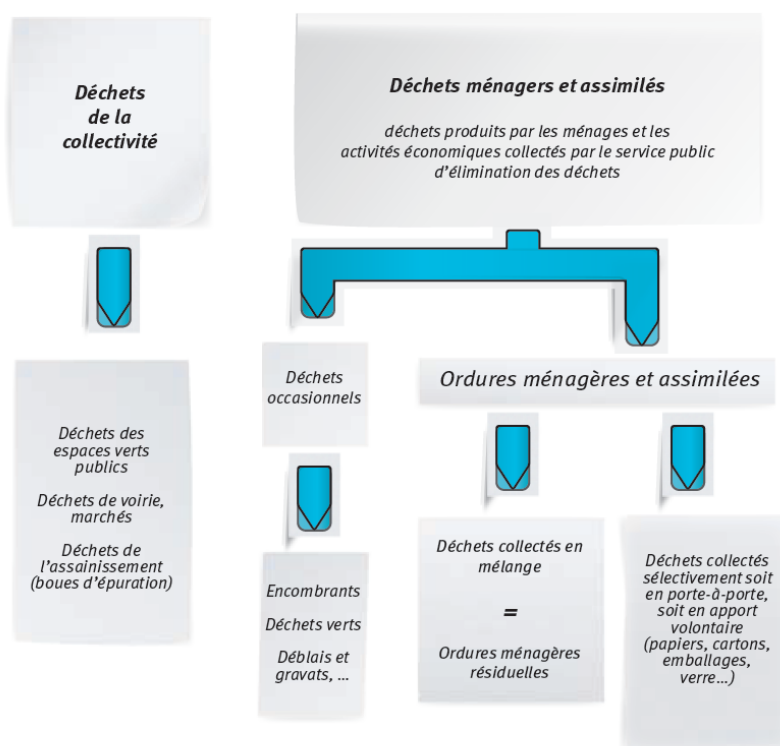 Déchets
de la
collectivité
Déchets ménagers et assimilés
déchets produits par les ménages et les
activités économiques collectés par le service public
d'élimination des déchets
Déchets des
espaces verts
publics
Déchets de voirie,
marchés
Déchets de
l'assainissement
(boues d'épuration)
Déchets
occasionnels
Encombrants
Déchets verts
Déblais et
gravats, ...
Ordures ménagères et assimilées
Déchets collectés en
mélange
=
Ordures ménagères
résiduelles
Déchets collectés
sélectivement soit
en porte-à-porte,
soit en apport
volontaire
(papiers, cartons,
emballages,
verre...)